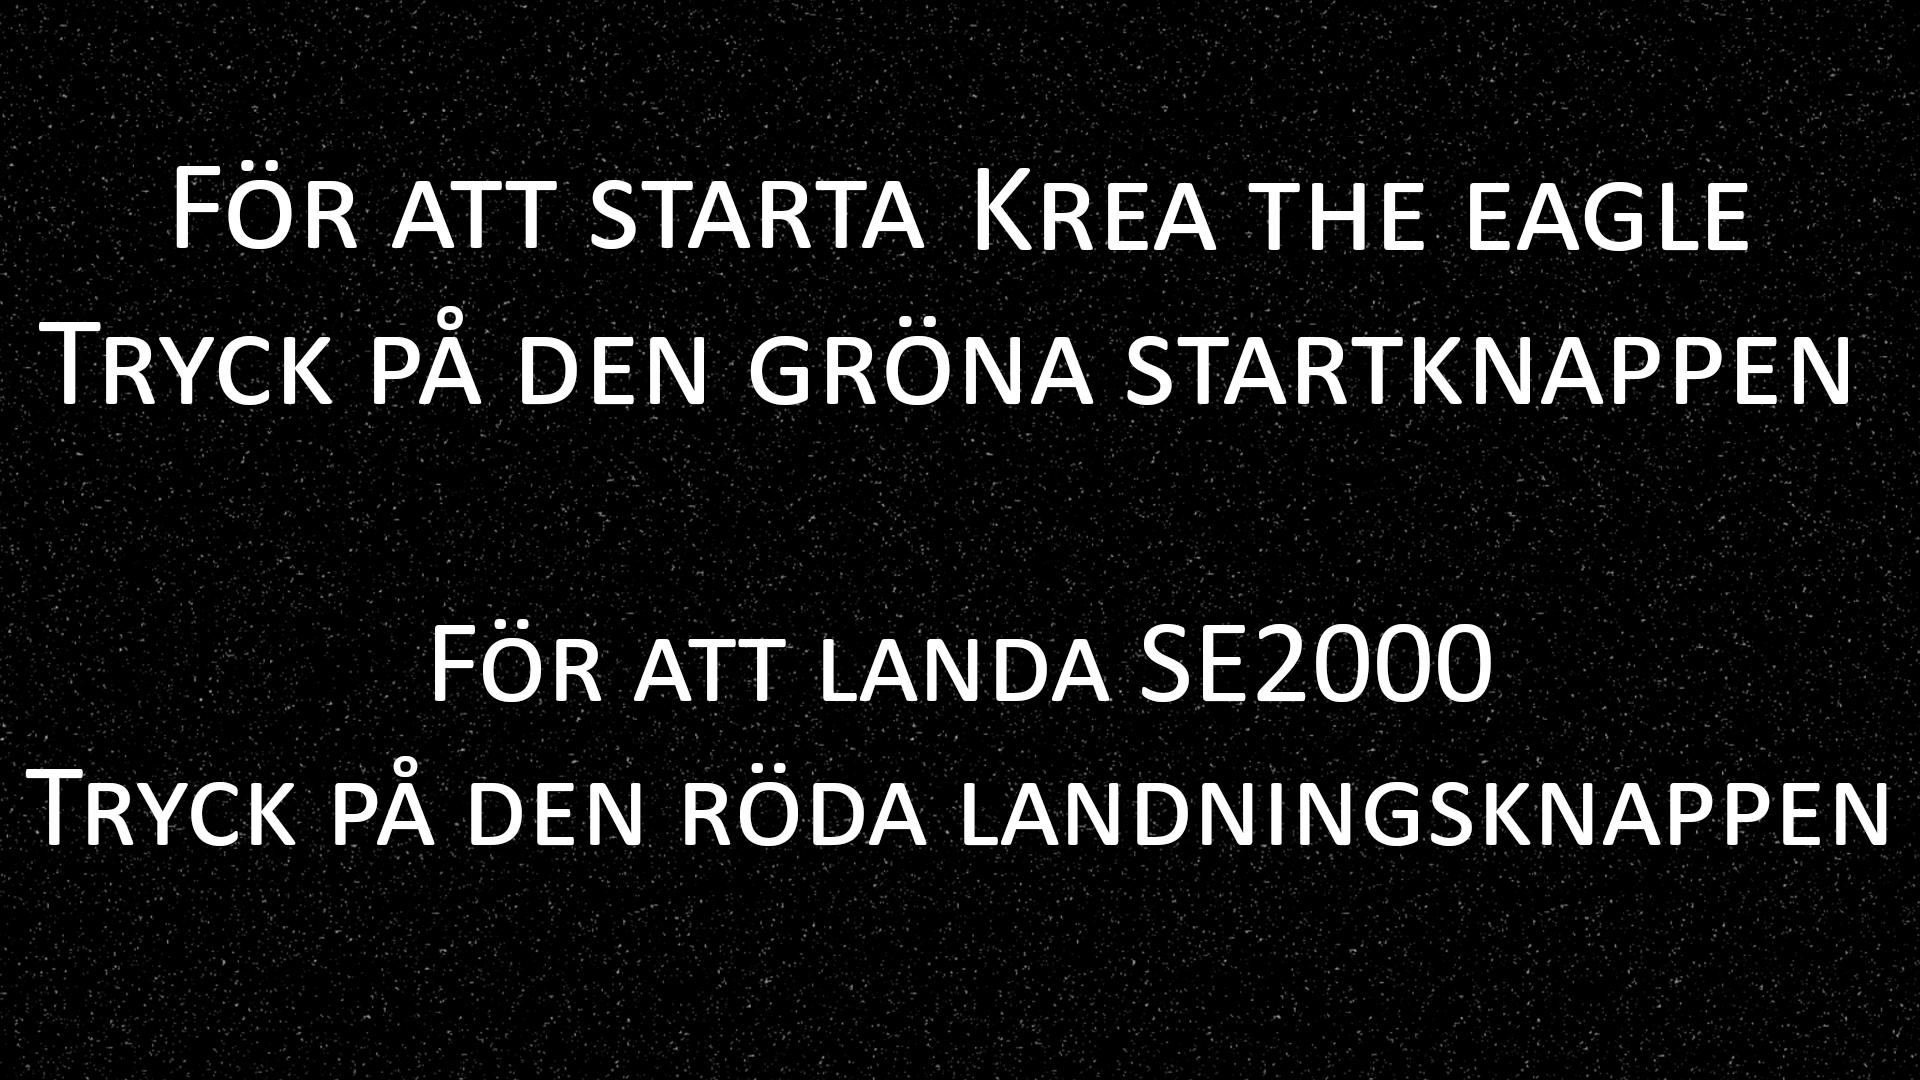 För att starta Krea the eagle
Tryck på den gröna startknappen
För att landa SE2000
Tryck på den röda landningsknappen